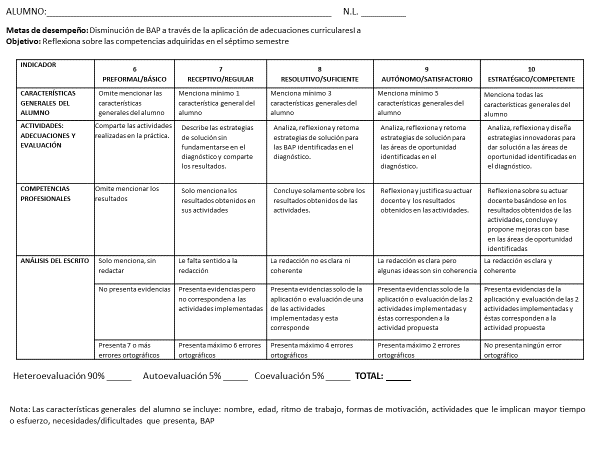 ALUMNO:____________________ N.L. __________
Metas de desempeño: Disminución de BAP a través de la aplicación de adecuaciones curricularesl a
Objetivo: Reflexiona sobre las competencias adquiridas en el séptimo semestre
INDICADOR
6
PREFORMAL/BÁSICO
7
RECEPTIVO/REGULAR
8
RESOLUTIVO/SUFICIENTE
9
AUTÓNOMO/SATISFACTORIO
10
ESTRATÉGICO/COMPETENTE
CARACTERÍSTICAS
GENERALES DEL
ALUMNO
Omite mencionar las
características
generales del alumno
Menciona mínimo 1
característica general del
alumno
Menciona mínimo 3
características generales del
alumno
Menciona mínimo 5
características generales del
alumno
Menciona todas las
características generales del
alumno
ACTIVIDADES:
ADECUACIONES Y
EVALUACIÓN
Comparte las actividades
realizadas en la práctica.
Describe las estrategias
de solución sin
fundamentarse en el
diagnóstico y comparte
los resultados.
Analiza, reflexiona y retoma
estrategias de solución para
las BAP identificadas en el
diagnóstico.
Analiza, reflexiona y retoma
estrategias de solución para
las áreas de oportunidad
identificadas en el
diagnóstico.
Analiza, reflexiona y diseña
estrategias innovadoras para
dar solución a las áreas de
oportunidad identificadas en
el diagnóstico.
COMPETENCIAS
PROFESIONALES
Omite mencionar los
resultados
Solo menciona los
resultados obtenidos en
sus actividades
Concluye solamente sobre los
resultados obtenidos de las
actividades.
Reflexiona y justifica su actuar
docente y los resultados
obtenidos en las actividades.
Reflexiona sobre su actuar
docente basándose en los
resultados obtenidos de las
actividades, concluye y
propone mejoras con base
en las áreas de oportunidad
identificadas
ANÁLISIS DEL ESCRITO
Solo menciona, sin
redactar
Le falta sentido a la
redacción
La redacción no es clara ni
coherente
La redacción es clara pero
algunas ideas son sin coherencia
La redacción es clara y
coherente
No presenta evidencias
Presenta evidencias pero
no corresponden a las
actividades implementadas
Presenta evidencias solo de la
aplicación o evaluación de una
de las actividades
implementadas y esta
corresponde
Presenta evidencias solo de la
aplicación o evaluación de las 2
actividades implementadas y
éstas corresponden a la
actividad propuesta
Presenta evidencias de la
aplicación y evaluación de las 2
actividades implementadas y
éstas corresponden a la
actividad propuesta
Presenta 7 o más
errores ortográficos
Presenta máximo 6 errores
ortográficos
Presenta máximo 4 errores
ortográficos
Presenta máximo 2 errores
ortográficos
No presenta ningún error
ortográfico
Heteroevaluación 90% _____ Autoevaluación 5% _____ Coevaluación 5% _____ TOTAL: _____
Nota: Las características generales del alumno se incluye: nombre, edad, ritmo de trabajo, formas de motivación, actividades que le implican mayor tiempo
o esfuerzo, necesidades/dificultades que presenta, BAP